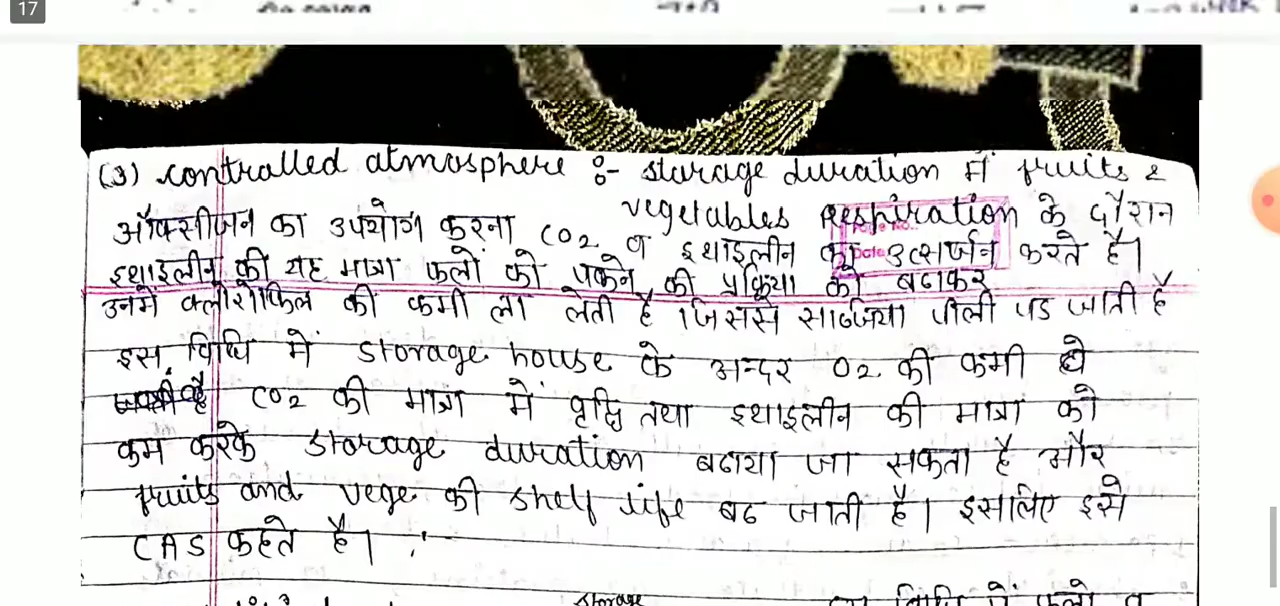 17
(3) contralled atmosphere :- starage duration में fruits &
vegetables Respiration के दौरान
ऑक्सीजन का उपयोग करना CO2 व इथाइलीन का उत्सर्जन करते है।
इथाइलीन की यह मात्रा फलों को पकने की प्रक्रिया को बढाकर
उनमे क्लोरोफिल की कमी ला लेती है। जिससे सब्जिया पीली पड जाती है
इस विधि में storage house के अन्दर O2 की कमी
CO2 की मात्रा में वृद्धि तथा इथाइलीन की मात्रा को
कम करके storage duration बढाया जा सकता है और
fruits and vege की shelf life बढ जाती है। इसलिए इसे
CAS कहते है।
storage